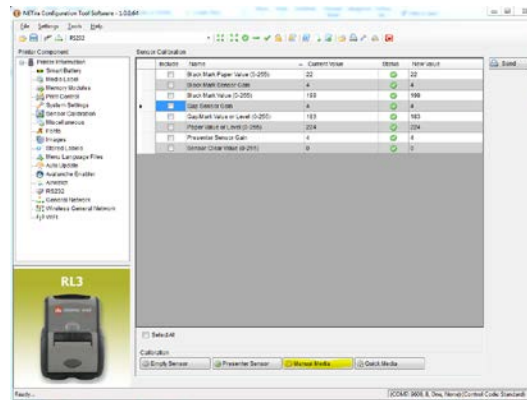 NETira Configuration Tool Software - 1.0.0.64
File Settings Tools Help
RS232
Printer Component
Printer Information
Smart Battery
Media Label
Memory Modules
Print Control
System Settings
Sensor Calibration
Miscellaneous
Fonts
Images
Stored Labels
Menu Language Files
Auto Update
Avalanche Enabler
RS232
General Network
Wireless General Network
WiFi
Sensor Calibration
Include Name Current Value Status New Value
Black Mark Paper Value (0-255) 22 22
Black Mark Sensor Gain 4 4
Black Mark Value (0-255)
Gap Sensor Gain 4 4
Gap/Mark Value or Level (0-255) 183 183
Paper Value or Level (0-255) 224 224
Presenter Sensor Gain 4 4
Sensor Clear Value (0-255) 0 0
Send
RL3
Select All
Calibration
Empty Sensor Presenter Sensor Manual Media Quick Media
Ready...